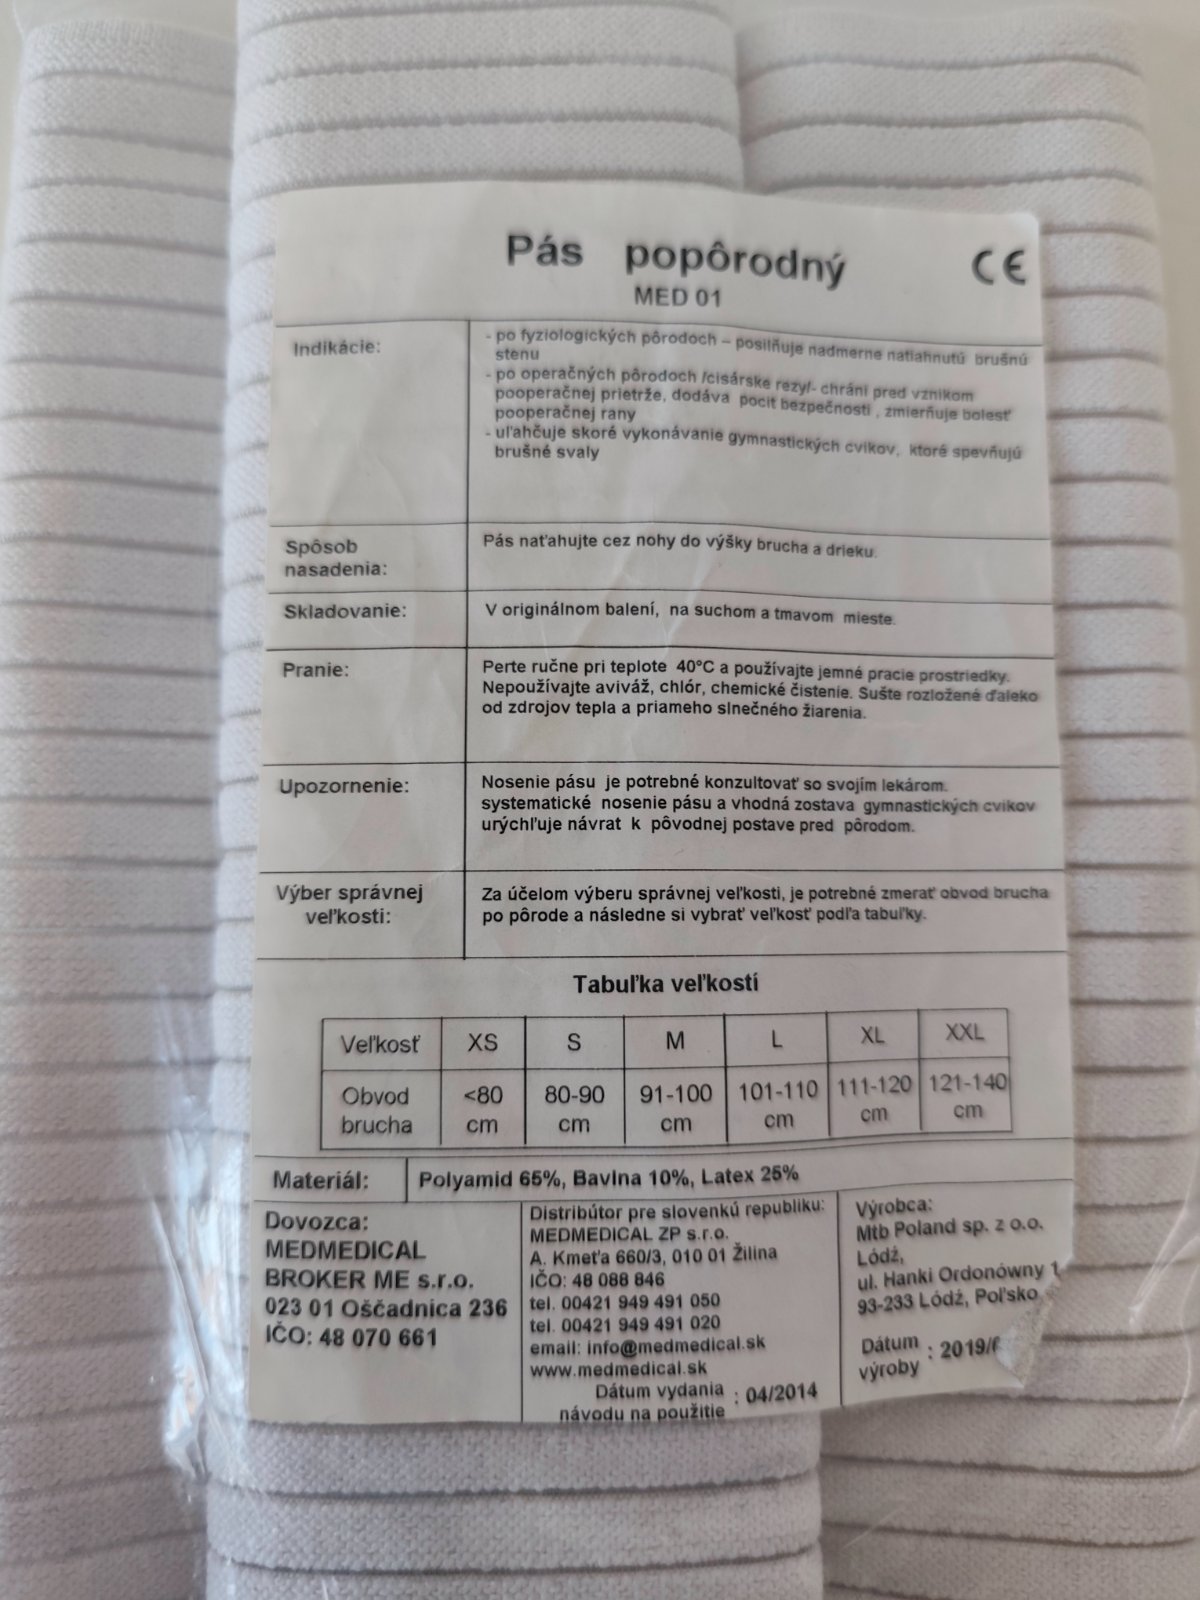 Pás popôrodný
MED 01
CE
Indikácie:
- po fyziologických pôrodoch – posilňuje nadmerne natiahnutú brušnú
stenu
- po operačných pôrodoch /cisárske rezy/- chráni pred vznikom
pooperačnej prietrže, dodáva pocit bezpečnosti , zmierňuje bolesť
pooperačnej rany
- uľahčuje skoré vykonávanie gymnastických cvikov, ktoré spevňujú
brušné svaly
Spôsob
nasadenia:
Pás naťahujte cez nohy do výšky brucha a drieku.
Skladovanie:
V originálnom balení, na suchom a tmavom mieste.
Pranie:
Perte ručne pri teplote 40°C a používajte jemné pracie prostriedky.
Nepoužívajte aviváž, chlór, chemické čistenie. Sušte rozložené ďaleko
od zdrojov tepla a priameho slnečného žiarenia.
Upozornenie:
Nosenie pásu je potrebné konzultovať so svojím lekárom.
systematické nosenie pásu a vhodná zostava gymnastických cvikov
urýchľuje návrat k pôvodnej postave pred pôrodom.
Výber správnej
veľkosti:
Za účelom výberu správnej veľkosti, je potrebné zmerať obvod brucha
po pôrode a následne si vybrať veľkosť podľa tabuľky.
Tabuľka veľkostí
Veľkosť XS S M L XL XXL
Obvod brucha <80 cm 80-90 cm 91-100 cm 101-110 cm 111-120 cm 121-140 cm
Materiál: Polyamid 65%, Bavlna 10%, Latex 25%
Dovozca:
MEDMEDICAL
BROKER ME s.r.o.
023 01 Oščadnica 236
IČO: 48 070 661
Distribútor pre slovenkú republiku:
MEDMEDICAL ZP s.r.o.
A. Kmeťa 660/3, 010 01 Žilina
IČO: 48 088 846
tel. 00421 949 491 050
tel. 00421 949 491 020
email: info@medmedical.sk
www.medmedical.sk
Dátum vydania
návodu na použitie : 04/2014
Výrobca:
Mtb Poland sp. z o.o.
Lódź,
ul. Hanki Ordonówny 1
93-233 Lódź, Poľsko
Dátum
výroby : 2019/